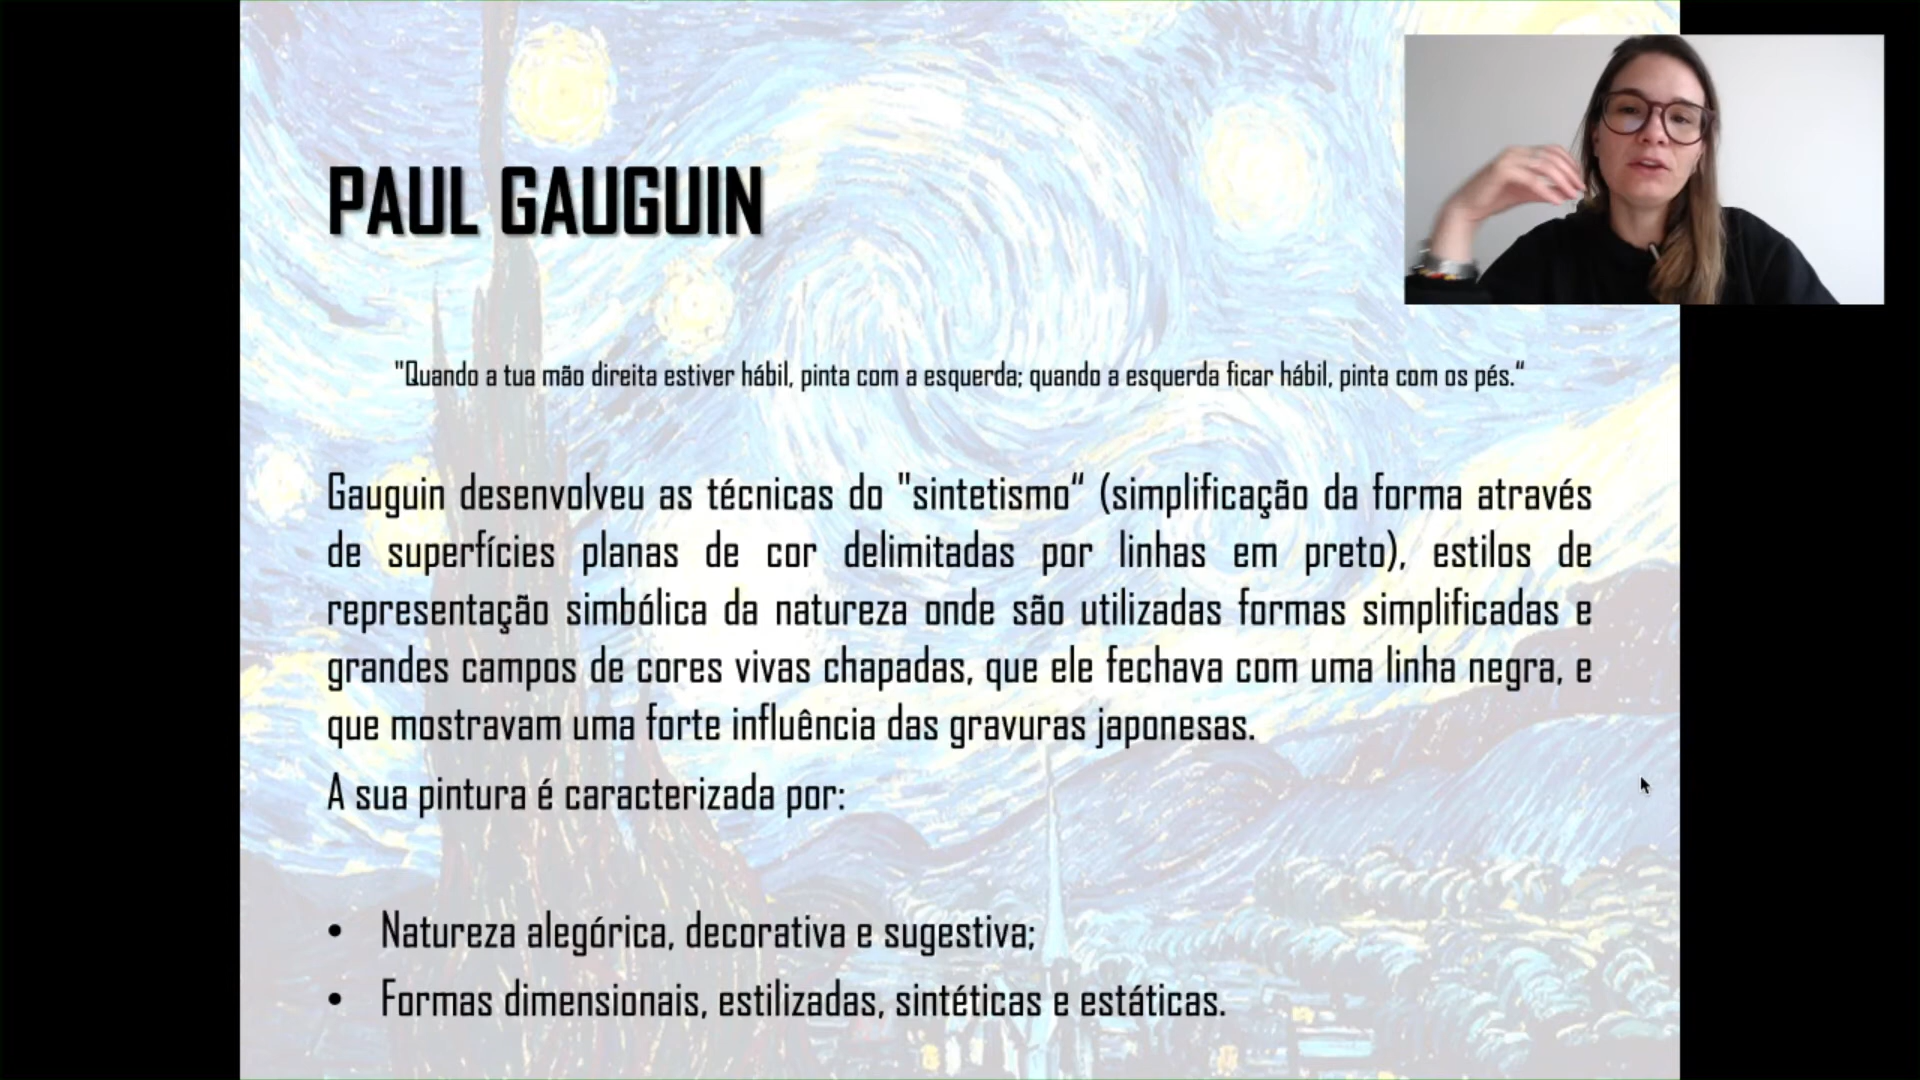 PAUL GAUGUIN
"Quando a tua mão direita estiver hábil, pinta com a esquerda; quando a esquerda ficar hábil, pinta com os pés.“
Gauguin desenvolveu as técnicas do "sintetismo“ (simplificação da forma através
de superfícies planas de cor delimitadas por linhas em preto), estilos de
representação simbólica da natureza onde são utilizadas formas simplificadas e
grandes campos de cores vivas chapadas, que ele fechava com uma linha negra, e
que mostravam uma forte influência das gravuras japonesas.
A sua pintura é caracterizada por:
• Natureza alegórica, decorativa e sugestiva;
• Formas dimensionais, estilizadas, sintéticas e estáticas.